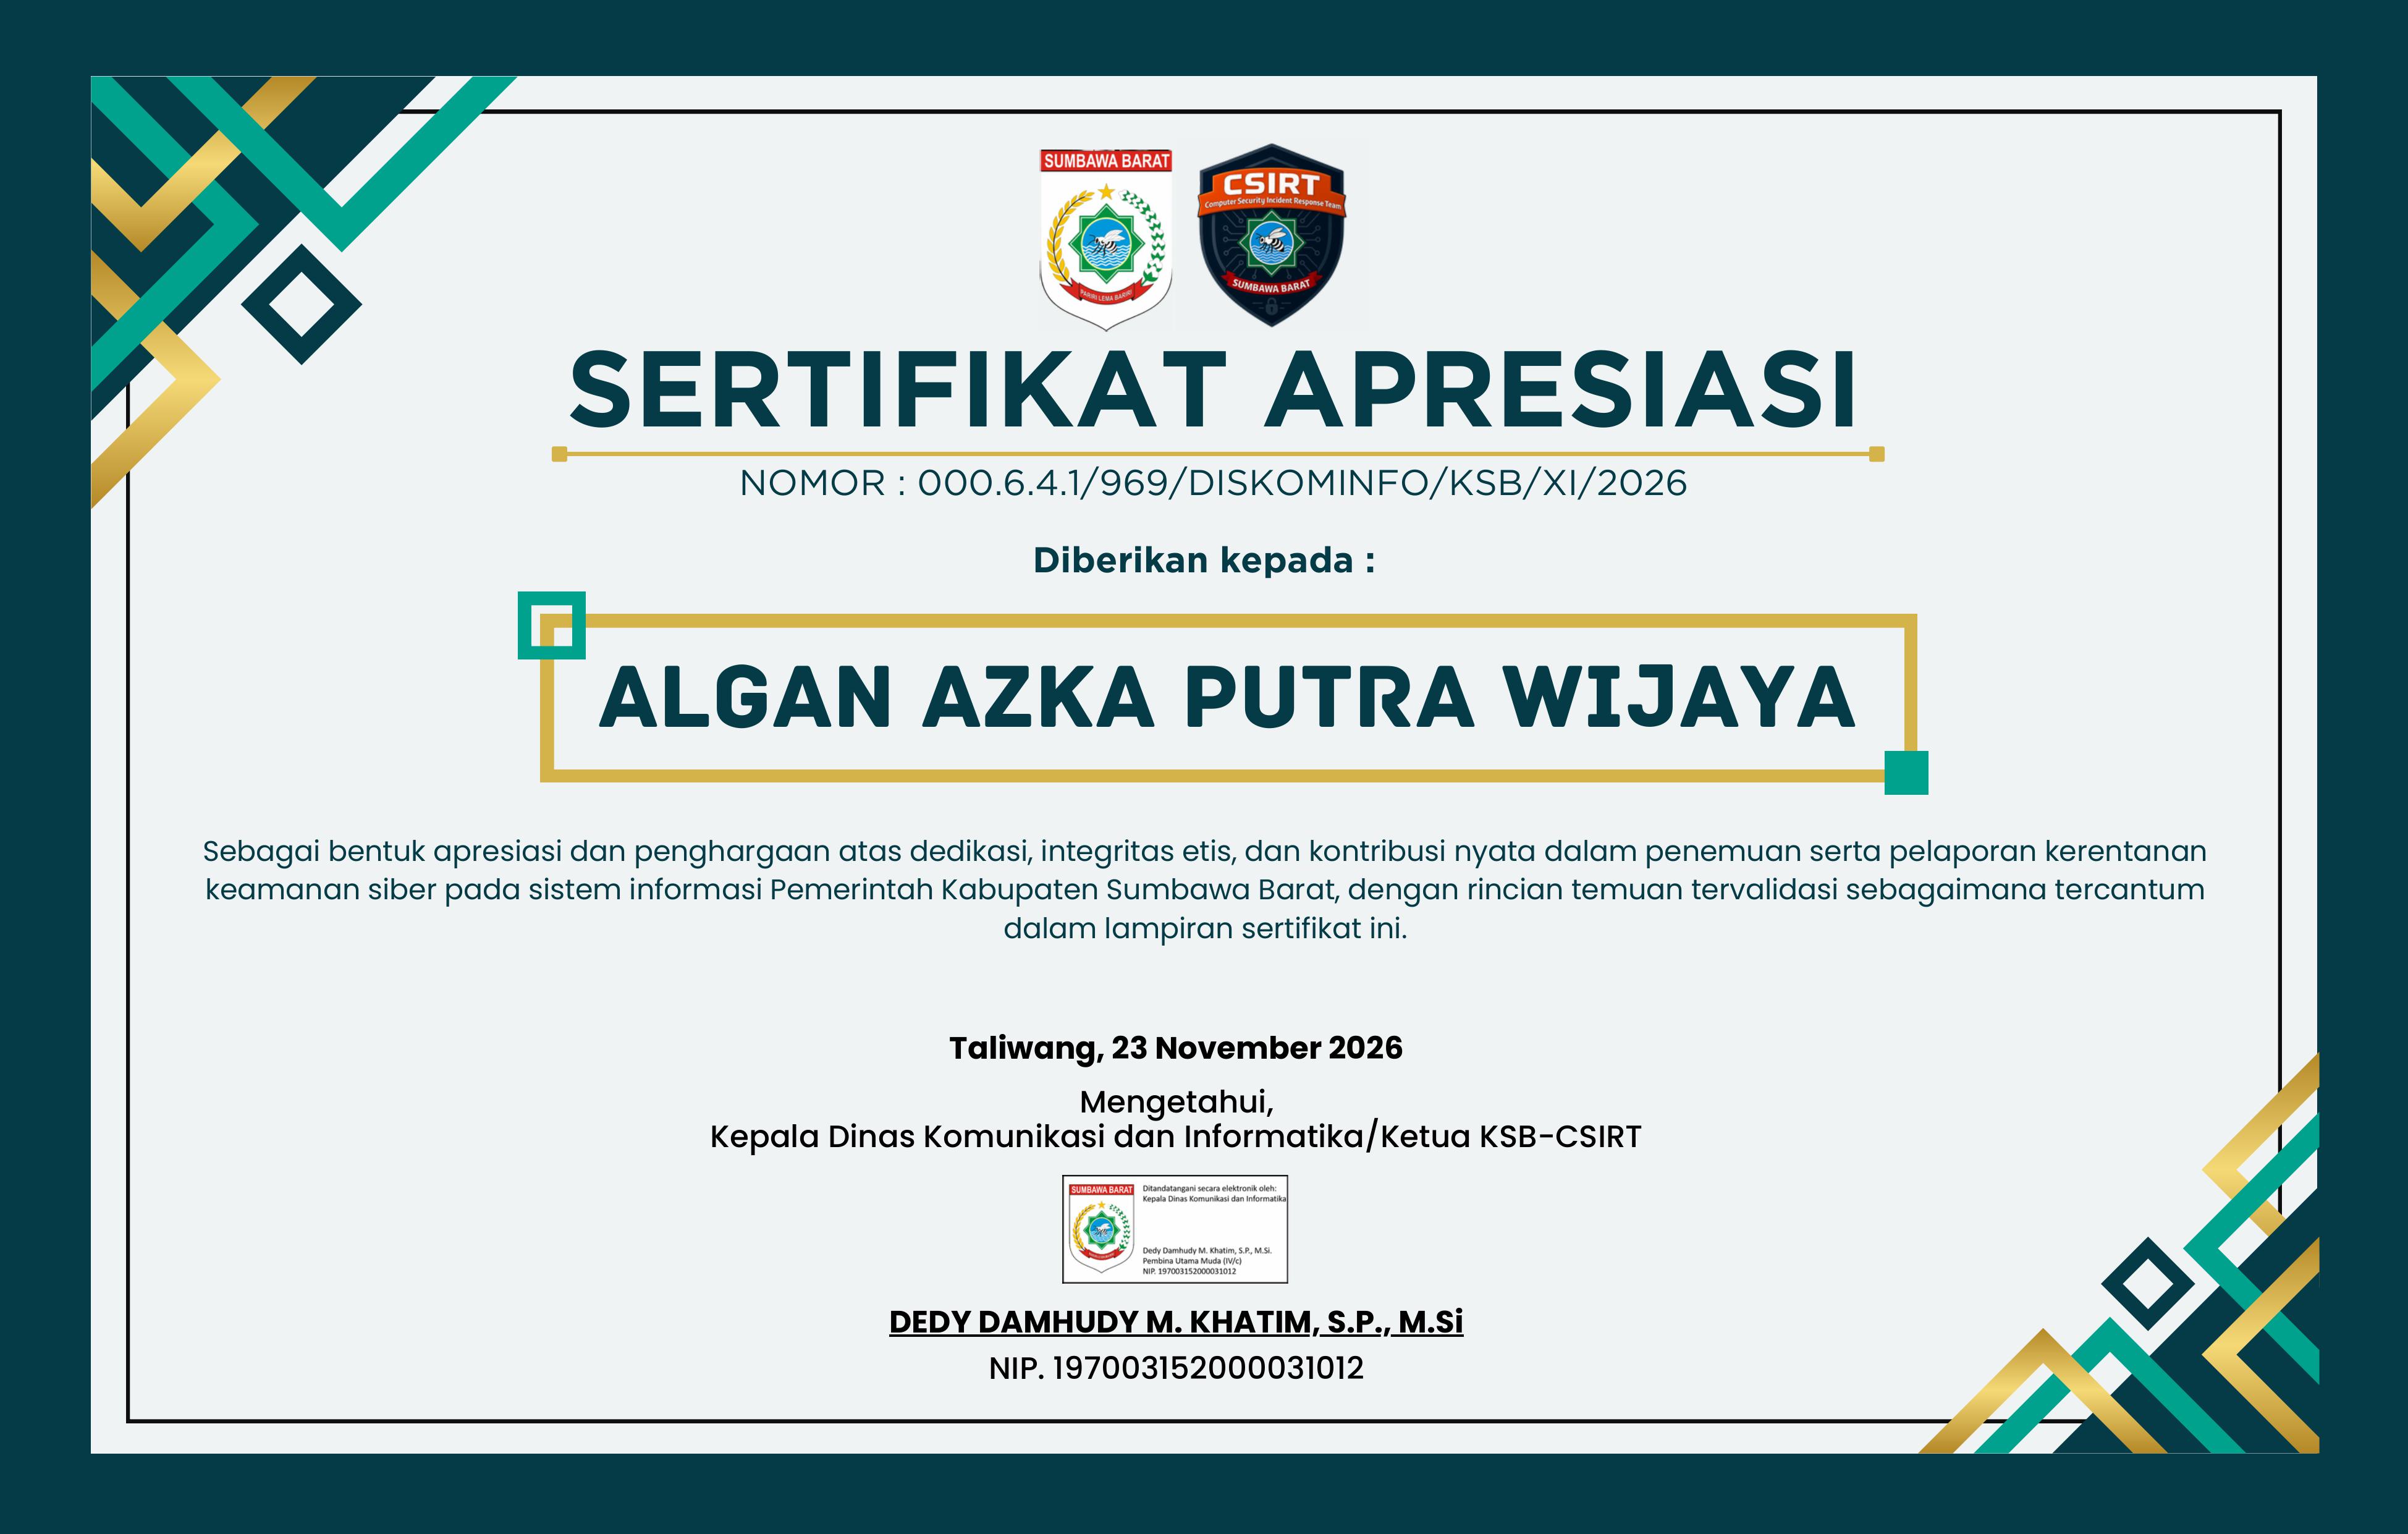 SUMBAWA BARAT
PARIRI LEMA BARIRI
CSIRT
Computer Security Incident Response Team
SUMBAWA BARAT
SERTIFIKAT APRESIASI
NOMOR : 000.6.4.1/969/DISKOMINFO/KSB/XI/2026
Diberikan kepada :
ALGAN AZKA PUTRA WIJAYA
Sebagai bentuk apresiasi dan penghargaan atas dedikasi, integritas etis, dan kontribusi nyata dalam penemuan serta pelaporan kerentanan
keamanan siber pada sistem informasi Pemerintah Kabupaten Sumbawa Barat, dengan rincian temuan tervalidasi sebagaimana tercantum
dalam lampiran sertifikat ini.
Taliwang, 23 November 2026
Mengetahui,
Kepala Dinas Komunikasi dan Informatika/Ketua KSB-CSIRT
SUMBAWA BARAT
Ditandatangani secara elektronik oleh:
Kepala Dinas Komunikasi dan Informatika
Dedy Damhudy M. Khatim, S.P., M.Si.
Pembina Utama Muda (IV/c)
NIP. 197003152000031012
DEDY DAMHUDY M. KHATIM, S.P., M.Si
NIP. 197003152000031012